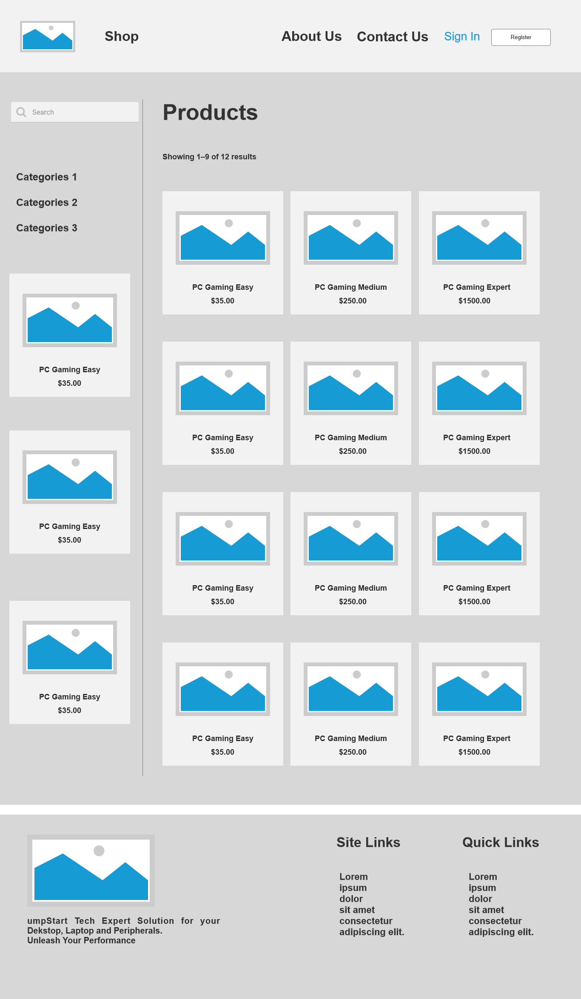 Shop
About Us
Contact Us
Sign In
Register
Search
Categories 1
Categories 2
Categories 3
PC Gaming Easy
$35.00
PC Gaming Easy
$35.00
PC Gaming Easy
$35.00
Products
Showing 1–9 of 12 results
PC Gaming Easy
$35.00
PC Gaming Medium
$250.00
PC Gaming Expert
$1500.00
PC Gaming Easy
$35.00
PC Gaming Medium
$250.00
PC Gaming Expert
$1500.00
PC Gaming Easy
$35.00
PC Gaming Medium
$250.00
PC Gaming Expert
$1500.00
PC Gaming Easy
$35.00
PC Gaming Medium
$250.00
PC Gaming Expert
$1500.00
umpStart Tech Expert Solution for your
Dekstop, Laptop and Peripherals.
Unleash Your Performance
Site Links
Lorem
ipsum
dolor
sit amet
consectetur
adipiscing elit.
Quick Links
Lorem
ipsum
dolor
sit amet
consectetur
adipiscing elit.